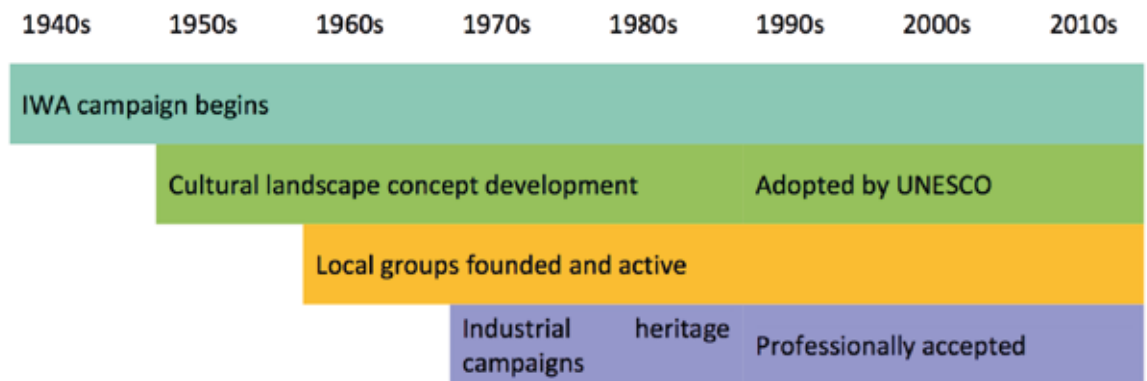 1940s 1950s 1960s 1970s 1980s 1990s 2000s 2010s
IWA campaign begins
Cultural landscape concept development Adopted by UNESCO
Local groups founded and active
Industrial heritage
campaigns
Professionally accepted